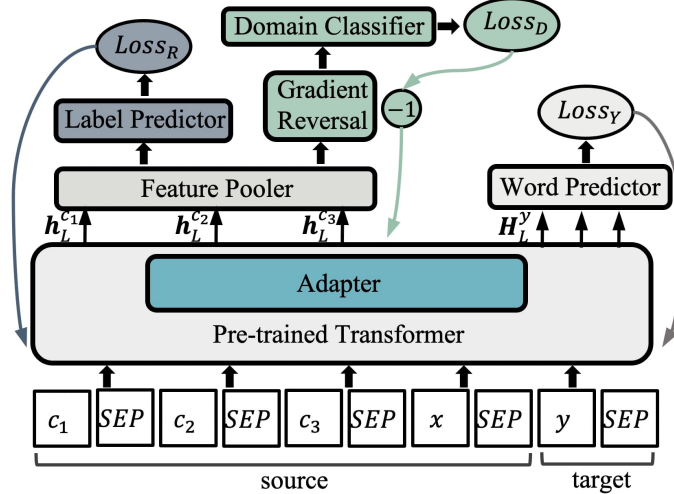 Domain Classifier
Loss_D
Loss_R
Gradient
Reversal
−1
Label Predictor
Loss_Y
Feature Pooler
Word Predictor
h_L^{c_1}
h_L^{c_2}
h_L^{c_3}
H_L^y
Adapter
Pre-trained Transformer
c_1 SEP c_2 SEP c_3 SEP x SEP y SEP
source target